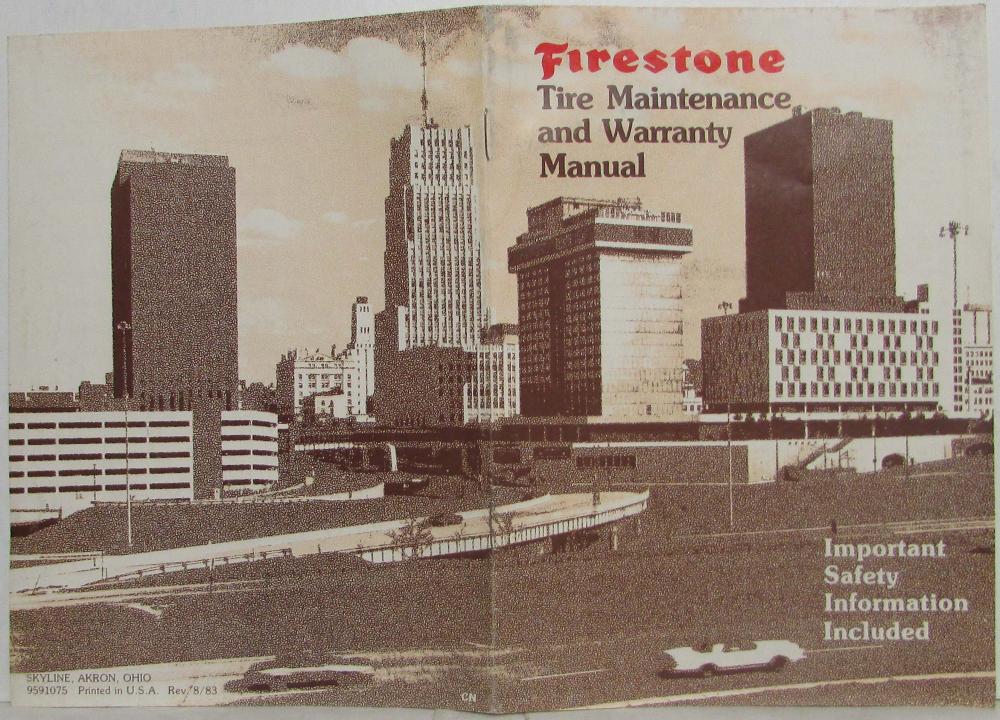 Firestone
Tire Maintenance
and Warranty
Manual
Important
Safety
Information
Included
SKYLINE, AKRON, OHIO
9591075 Printed in U.S.A. Rev. 8/83
CN